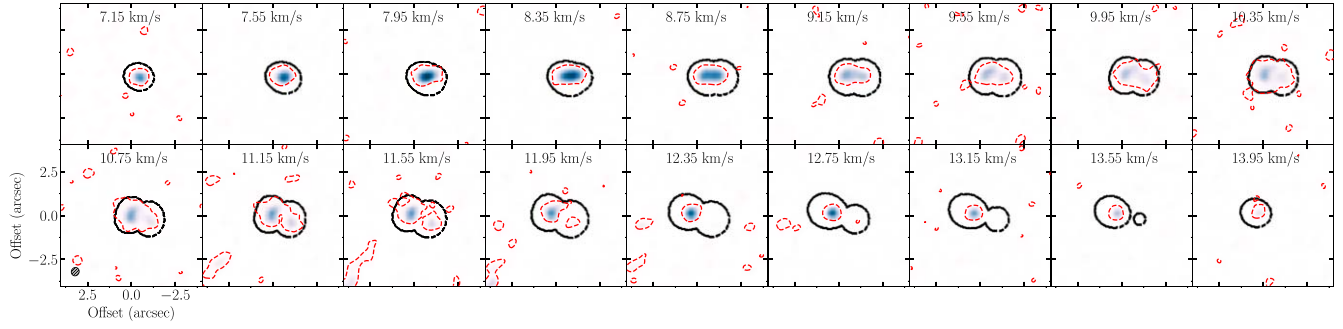 7.15 km/s 7.55 km/s 7.95 km/s 8.35 km/s 8.75 km/s 9.15 km/s 9.55 km/s 9.95 km/s 10.35 km/s
10.75 km/s 11.15 km/s 11.55 km/s 11.95 km/s 12.35 km/s 12.75 km/s 13.15 km/s 13.55 km/s 13.95 km/s
2.5
0.0
−2.5
Offset (arcsec)
2.5 0.0 −2.5
Offset (arcsec)